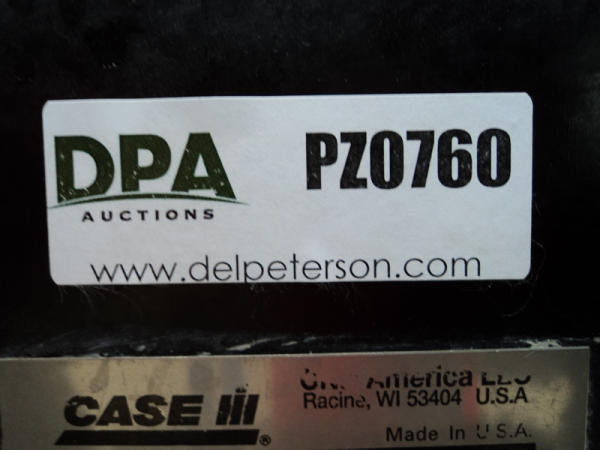 DPA
AUCTIONS
PZ0760
www.delpeterson.com
CASE III
America LLC
Racine, WI 53404 U.S.A
®
Made In U.S.A.